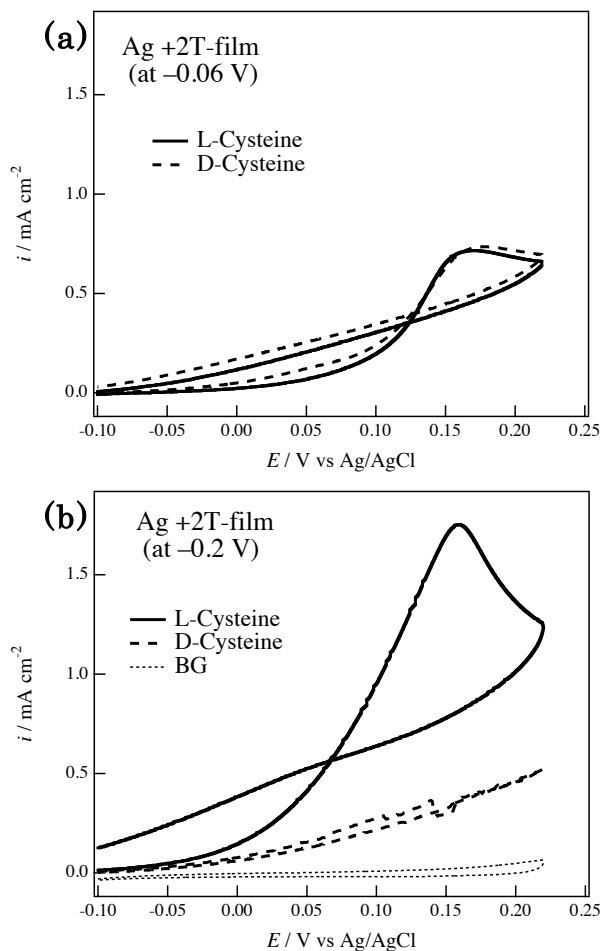 (a)
Ag +2T-film
(at –0.06 V)
L-Cysteine
D-Cysteine
1.5
1.0
0.5
0.0
i / mA cm⁻²
-0.10 -0.05 0.00 0.05 0.10 0.15 0.20 0.25
E / V vs Ag/AgCl
(b)
Ag +2T-film
(at –0.2 V)
L-Cysteine
D-Cysteine
BG
1.5
1.0
0.5
0.0
i / mA cm⁻²
-0.10 -0.05 0.00 0.05 0.10 0.15 0.20 0.25
E / V vs Ag/AgCl